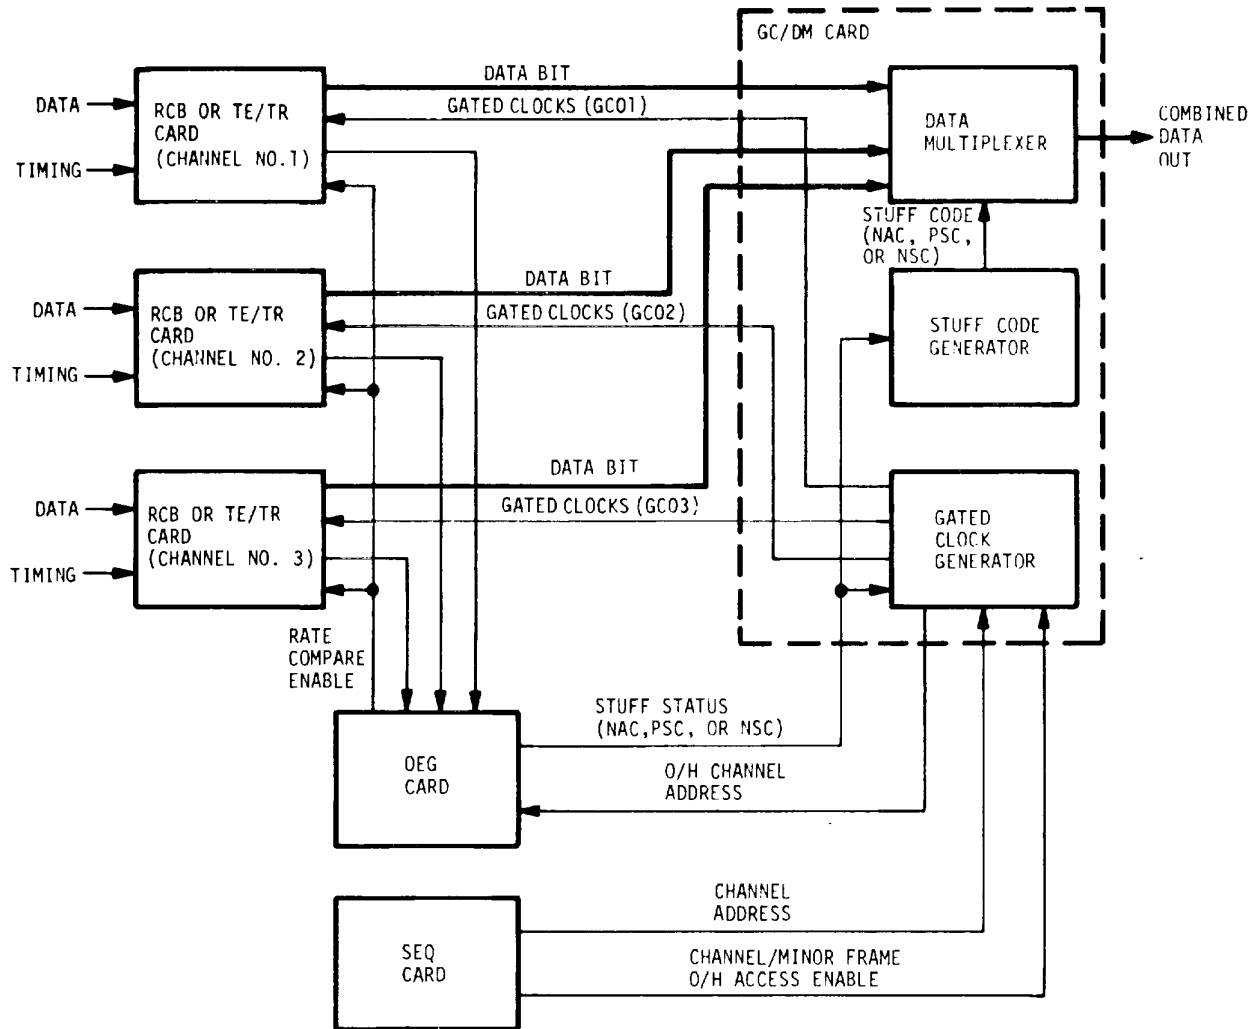 GC/DM CARD
DATA
TIMING
RCB OR TE/TR
CARD
(CHANNEL NO.1)
DATA BIT
GATED CLOCKS (GC01)
DATA
MULTIPLEXER
COMBINED
DATA
OUT
STUFF CODE
(NAC, PSC,
OR NSC)
DATA
TIMING
RCB OR TE/TR
CARD
(CHANNEL NO. 2)
DATA BIT
GATED CLOCKS (GC02)
STUFF CODE
GENERATOR
DATA
TIMING
RCB OR TE/TR
CARD
(CHANNEL NO. 3)
DATA BIT
GATED CLOCKS (GC03)
GATED
CLOCK
GENERATOR
RATE
COMPARE
ENABLE
OEG
CARD
STUFF STATUS
(NAC,PSC, OR NSC)
O/H CHANNEL
ADDRESS
SEQ
CARD
CHANNEL
ADDRESS
CHANNEL/MINOR FRAME
O/H ACCESS ENABLE